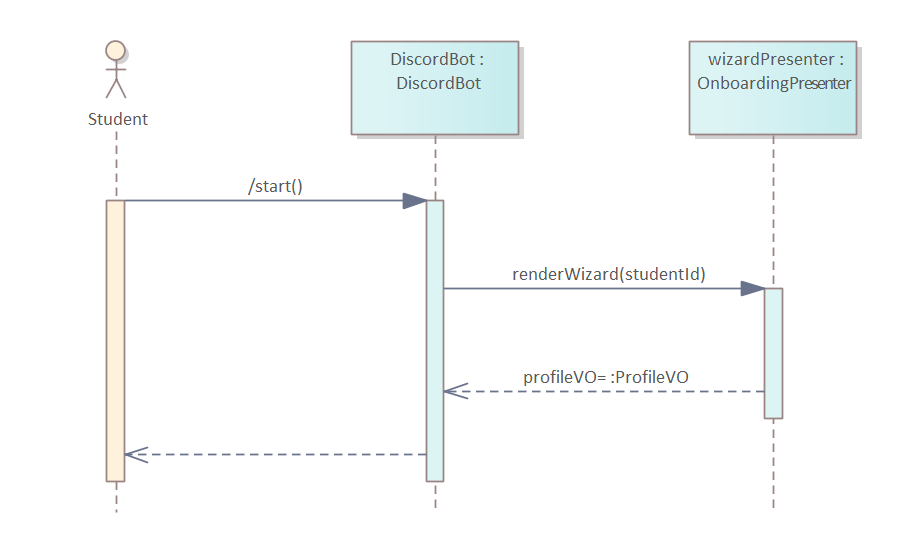 DiscordBot :
DiscordBot
wizardPresenter :
OnboardingPresenter
Student
/start()
renderWizard(studentId)
profileVO= :ProfileVO